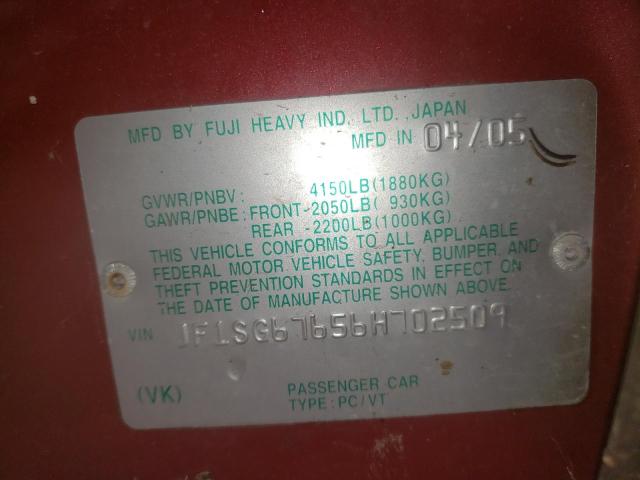 MFD BY FUJI HEAVY IND. LTD. ,JAPAN
MFD IN 04/05
GVWR/PNBV: 4150LB(1880KG)
GAWR/PNBE: FRONT-2050LB( 930KG)
REAR -2200LB(1000KG)
THIS VEHICLE CONFORMS TO ALL APPLICABLE
FEDERAL MOTOR VEHICLE SAFETY, BUMPER, AND
THEFT PREVENTION STANDARDS IN EFFECT ON
THE DATE OF MANUFACTURE SHOWN ABOVE.
VIN JF1SG67656H702509
(VK) PASSENGER CAR
TYPE:PC/VT